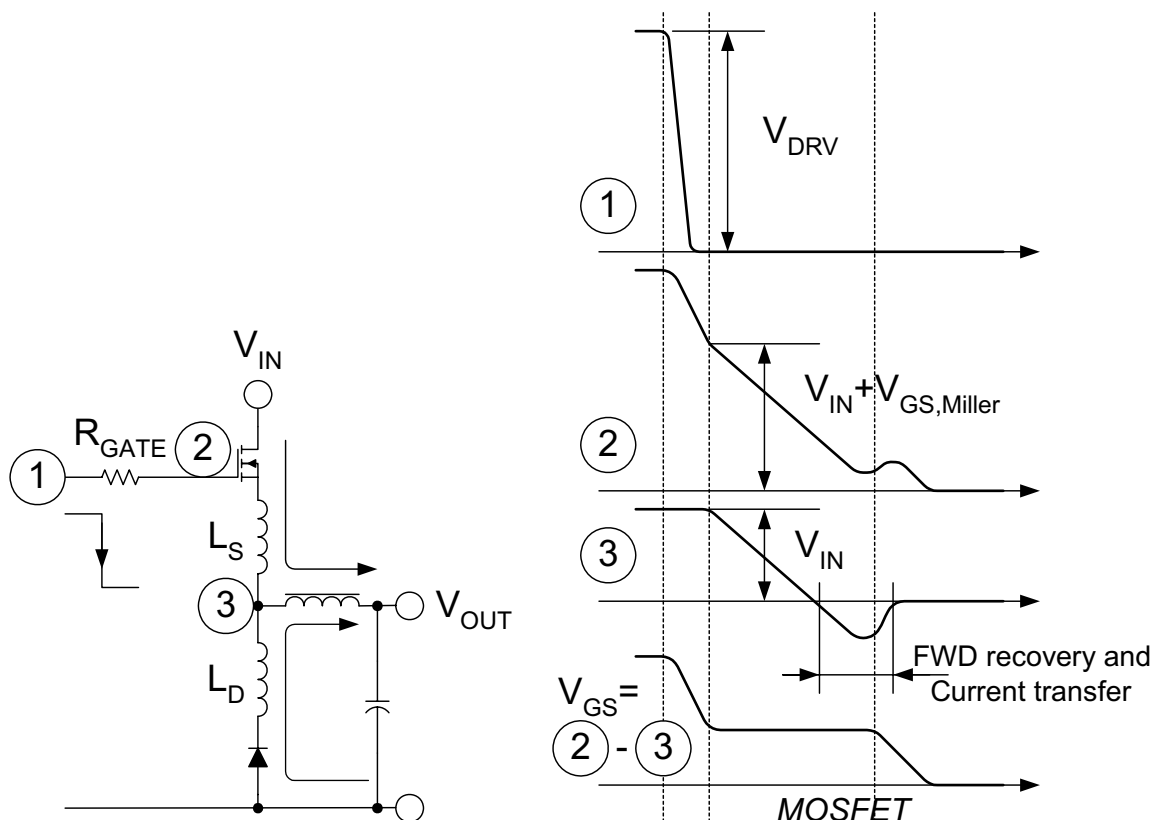 V_IN
R_GATE
2
1
L_S
3
V_OUT
L_D
V_DRV
1
V_IN+V_GS,Miller
2
V_IN
3
FWD recovery and
Current transfer
V_GS=
2 - 3
MOSFET